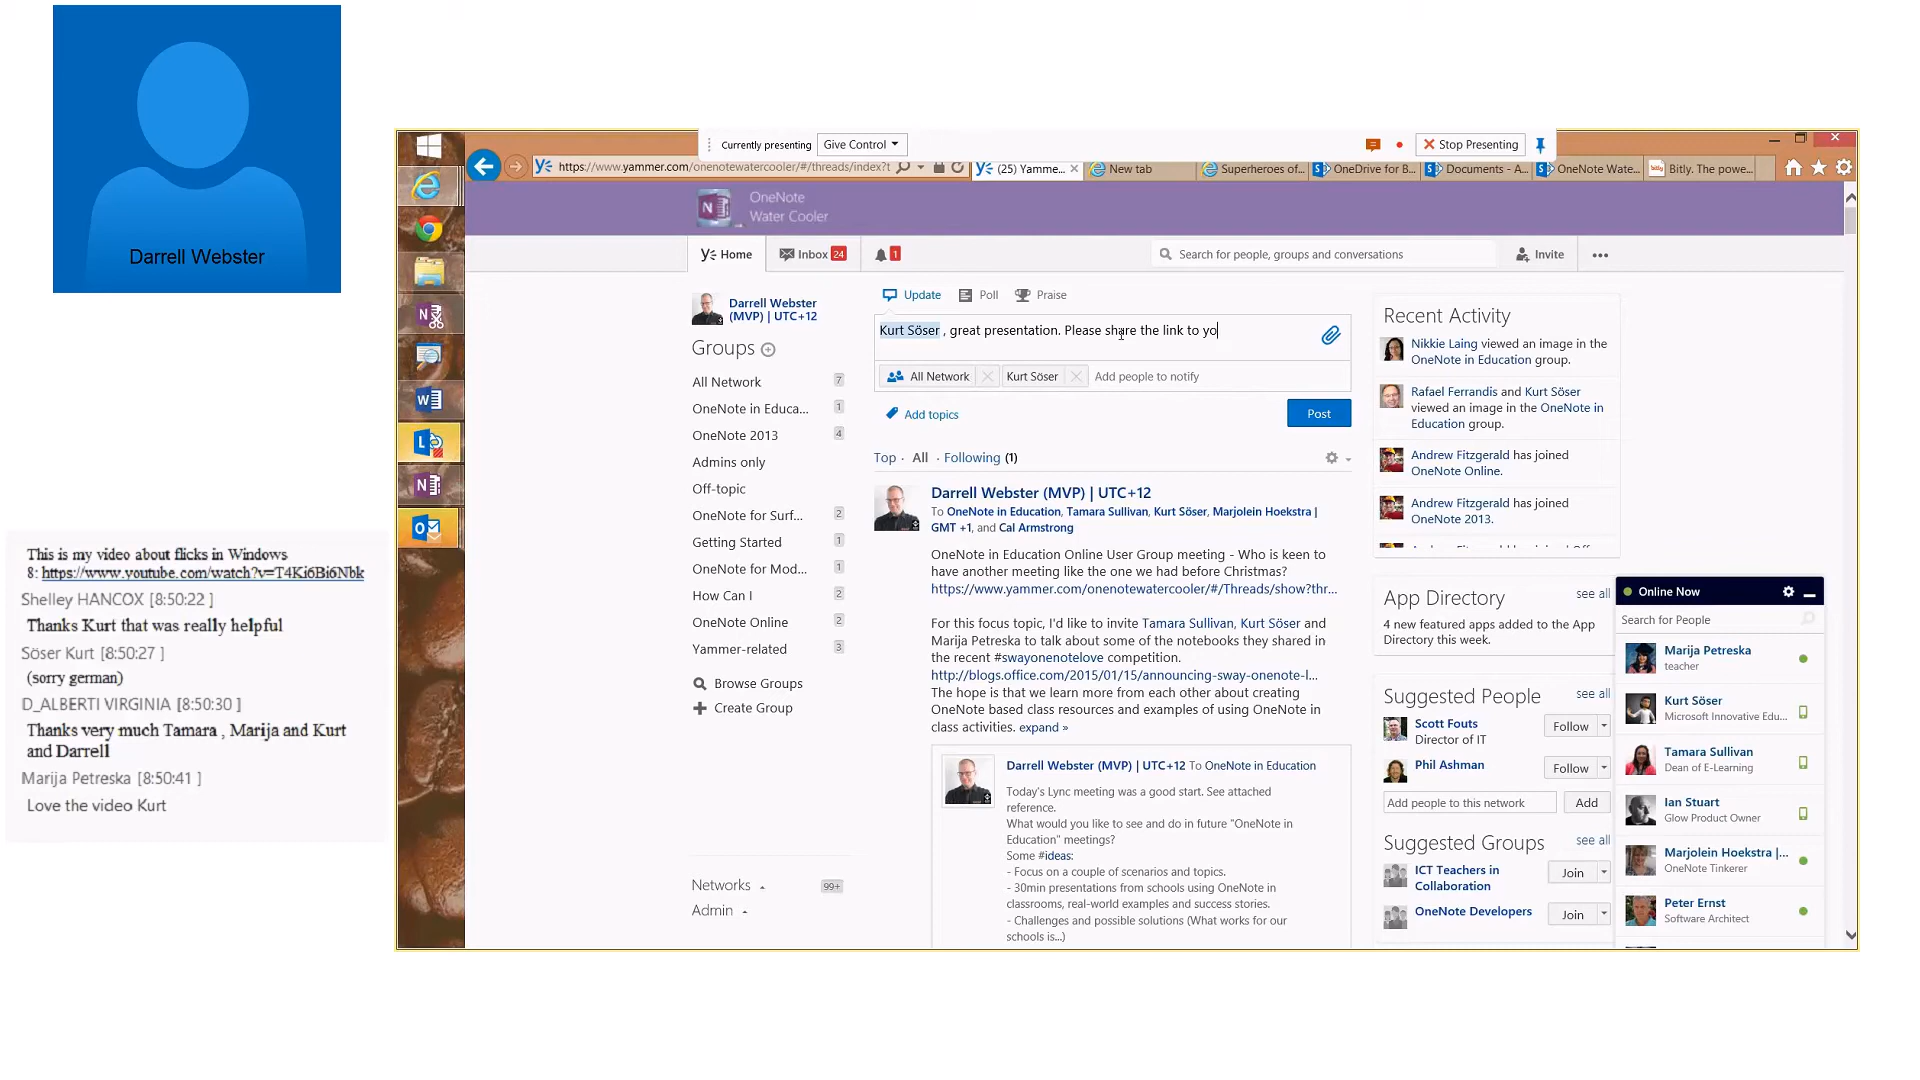 Darrell Webster
This is my video about flicks in Windows
8: https://www.youtube.com/watch?v=T4Ki6Bi6Nbk
Shelley HANCOX [8:50:22 ]
Thanks Kurt that was really helpful
Söser Kurt [8:50:27 ]
(sorry german)
D_ALBERTI VIRGINIA [8:50:30 ]
Thanks very much Tamara , Marija and Kurt
and Darrell
Marija Petreska [8:50:41 ]
Love the video Kurt
Currently presenting Give Control
Stop Presenting
https://www.yammer.com/onenotewatercooler/#/threads/index?t
(25) Yamme...
New tab
Superheroes of...
OneDrive for B...
Documents - A...
OneNote Wate...
Bitly. The powe...
OneNote
Water Cooler
Home
Inbox 24
1
Search for people, groups and conversations
Invite
Darrell Webster
(MVP) | UTC+12
Groups
All Network 7
OneNote in Educa... 1
OneNote 2013 4
Admins only
Off-topic
OneNote for Surf... 2
Getting Started 1
OneNote for Mod... 1
How Can I 2
OneNote Online 2
Yammer-related 3
Browse Groups
Create Group
Networks 99+
Admin
Update Poll Praise
Kurt Söser , great presentation. Please share the link to yo
All Network Kurt Söser Add people to notify
Add topics
Post
Top · All · Following (1)
Darrell Webster (MVP) | UTC+12
To OneNote in Education, Tamara Sullivan, Kurt Söser, Marjolein Hoekstra |
GMT +1, and Cal Armstrong
OneNote in Education Online User Group meeting - Who is keen to
have another meeting like the one we had before Christmas?
https://www.yammer.com/onenotewatercooler/#/Threads/show?thr...
For this focus topic, I'd like to invite Tamara Sullivan, Kurt Söser and
Marija Petreska to talk about some of the notebooks they shared in
the recent #swayonenotelove competition.
http://blogs.office.com/2015/01/15/announcing-sway-onenote-l...
The hope is that we learn more from each other about creating
OneNote based class resources and examples of using OneNote in
class activities. expand »
Darrell Webster (MVP) | UTC+12 To OneNote in Education
Today's Lync meeting was a good start. See attached
reference.
What would you like to see and do in future "OneNote in
Education" meetings?
Some #ideas:
- Focus on a couple of scenarios and topics.
- 30min presentations from schools using OneNote in
classrooms, real-world examples and success stories.
- Challenges and possible solutions (What works for our
schools is...)
Recent Activity
Nikkie Laing viewed an image in the
OneNote in Education group.
Rafael Ferrandis and Kurt Söser
viewed an image in the OneNote in
Education group.
Andrew Fitzgerald has joined
OneNote Online.
Andrew Fitzgerald has joined
OneNote 2013.
App Directory see all
4 new featured apps added to the App
Directory this week.
Suggested People see all
Scott Fouts
Director of IT
Follow
Phil Ashman
Follow
Add people to this network Add
Suggested Groups see all
ICT Teachers in
Collaboration
Join
OneNote Developers
Join
Online Now
Search for People
Marija Petreska
teacher
Kurt Söser
Microsoft Innovative Edu...
Tamara Sullivan
Dean of E-Learning
Ian Stuart
Glow Product Owner
Marjolein Hoekstra |...
OneNote Tinkerer
Peter Ernst
Software Architect